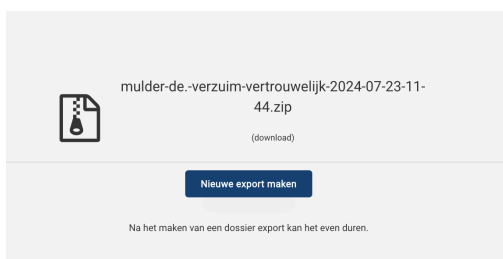 mulder-de.-verzuim-vertrouwelijk-2024-07-23-11-
44.zip
(download)
Nieuwe export maken
Na het maken van een dossier export kan het even duren.